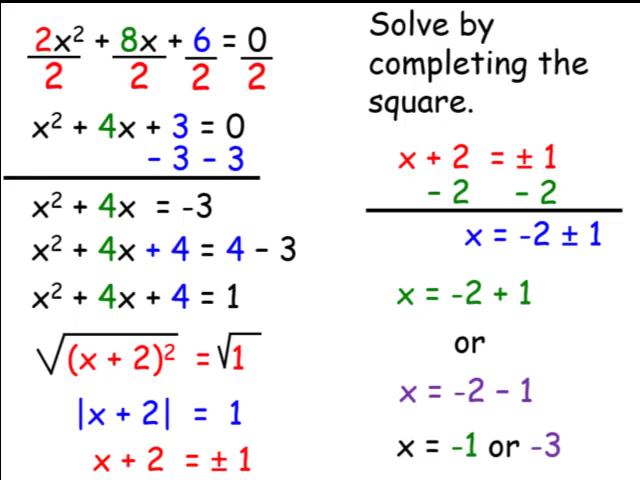 2x² + 8x + 6 = 0
2 2 2 2
x² + 4x + 3 = 0
- 3 - 3
x² + 4x = -3
x² + 4x + 4 = 4 - 3
x² + 4x + 4 = 1
√(x + 2)² = √1
|x + 2| = 1
x + 2 = ± 1
Solve by
completing the
square.
x + 2 = ± 1
- 2 - 2
x = -2 ± 1
x = -2 + 1
or
x = -2 - 1
x = -1 or -3